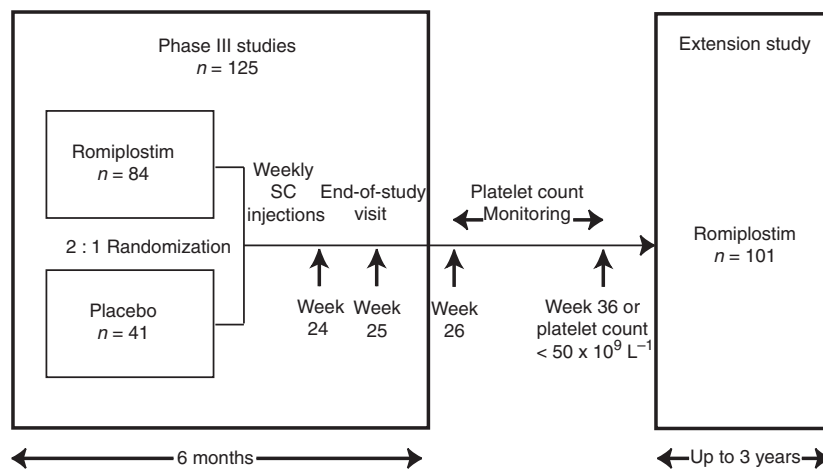 Phase III studies
n = 125
Romiplostim
n = 84
2 : 1 Randomization
Placebo
n = 41
Weekly
SC
injections
End-of-study
visit
Week
24
Week
25
Week
26
Platelet count
Monitoring
Week 36 or
platelet count
< 50 x 10⁹ L⁻¹
Extension study
Romiplostim
n = 101
6 months
Up to 3 years